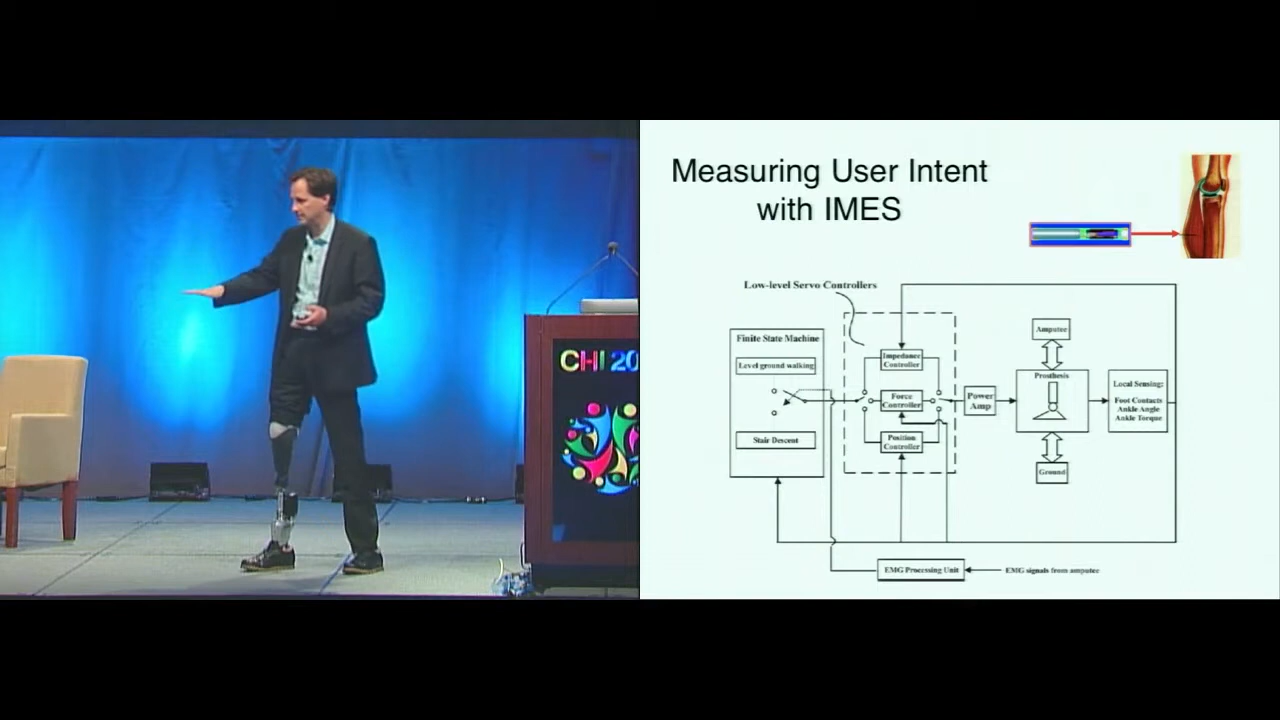 CHI 20
Measuring User Intent
with IMES
Low-level Servo Controllers
Finite State Machine
Level ground walking
Stair Descent
Impedance
Controller
Force
Controller
Position
Controller
Power
Amp
Amputee
Prosthesis
Ground
Local Sensing:
Foot Contacts
Ankle Angle
Ankle Torque
EMG Processing Unit
EMG signals from amputee